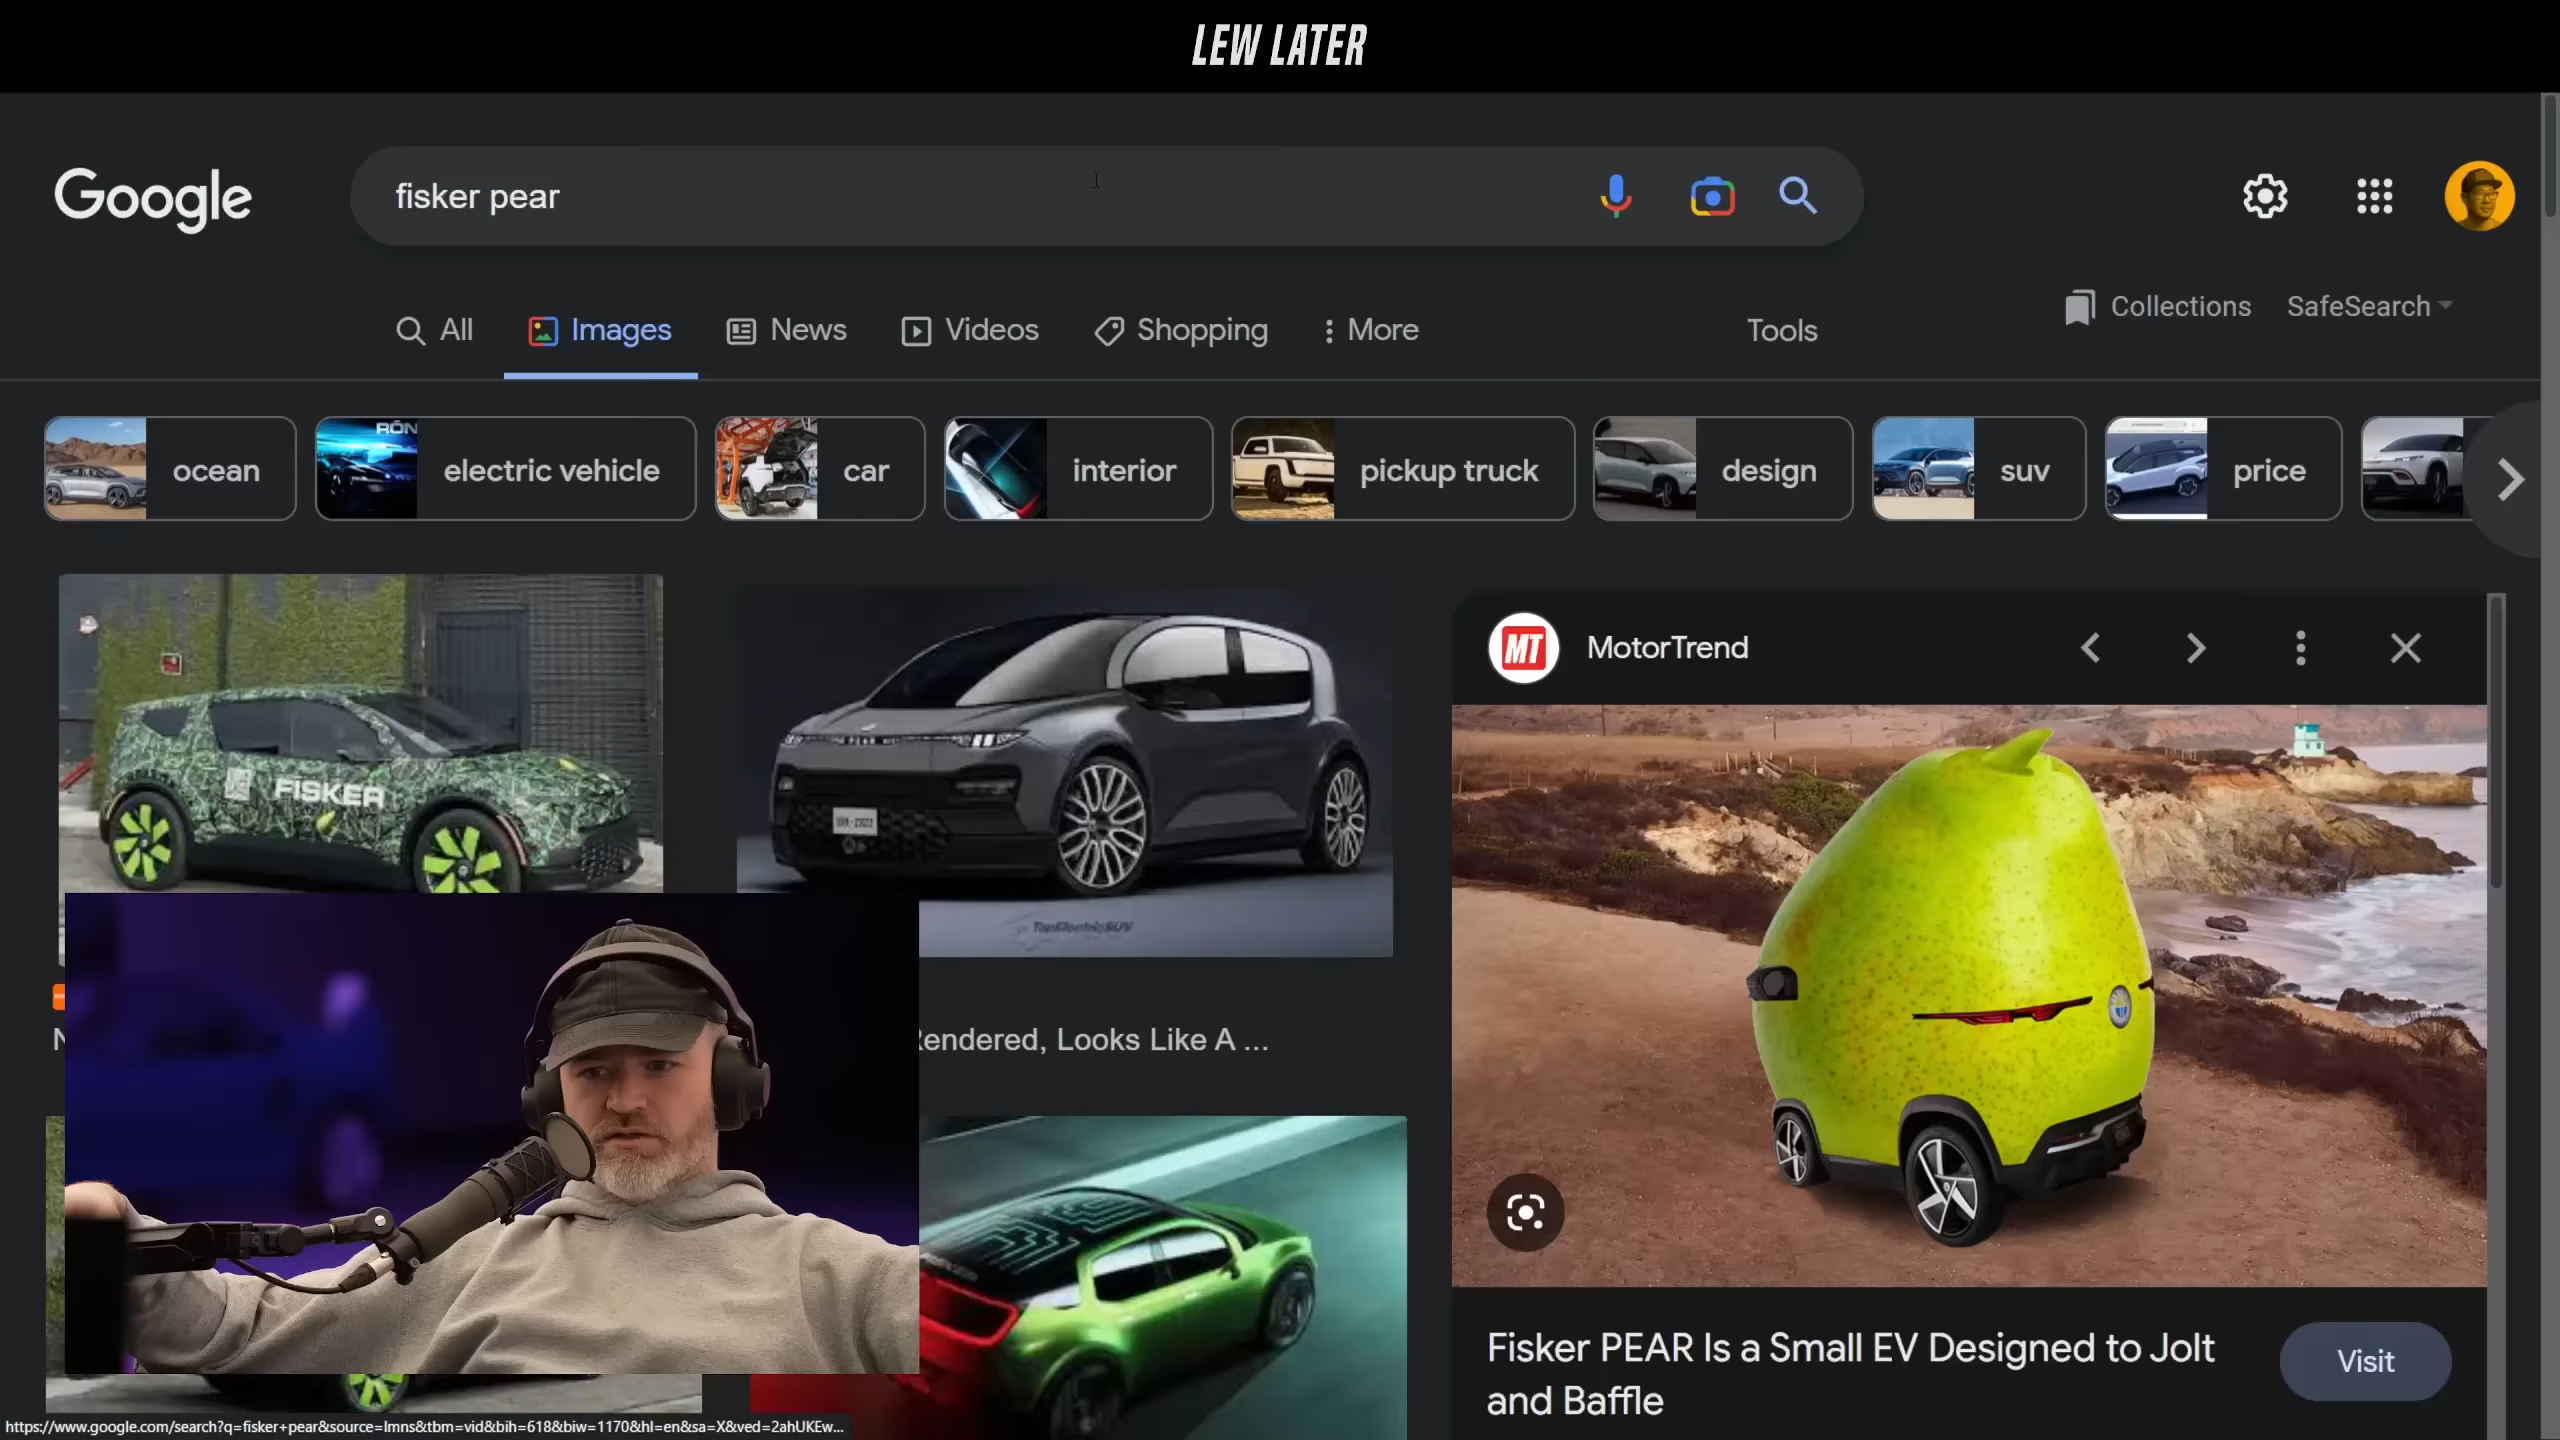 LEW LATER
Google
fisker pear
All
Images
News
Videos
Shopping
More
Tools
Collections
SafeSearch
ocean
electric vehicle
car
interior
pickup truck
design
suv
price
RŌN
MT
MotorTrend
FISKER
TopElectricSUV
Rendered, Looks Like A ...
Fisker PEAR Is a Small EV Designed to Jolt
and Baffle
Visit
https://www.google.com/search?q=fisker+pear&source=lmns&tbm=vid&bih=618&biw=1170&hl=en&sa=X&ved=2ahUKEw...